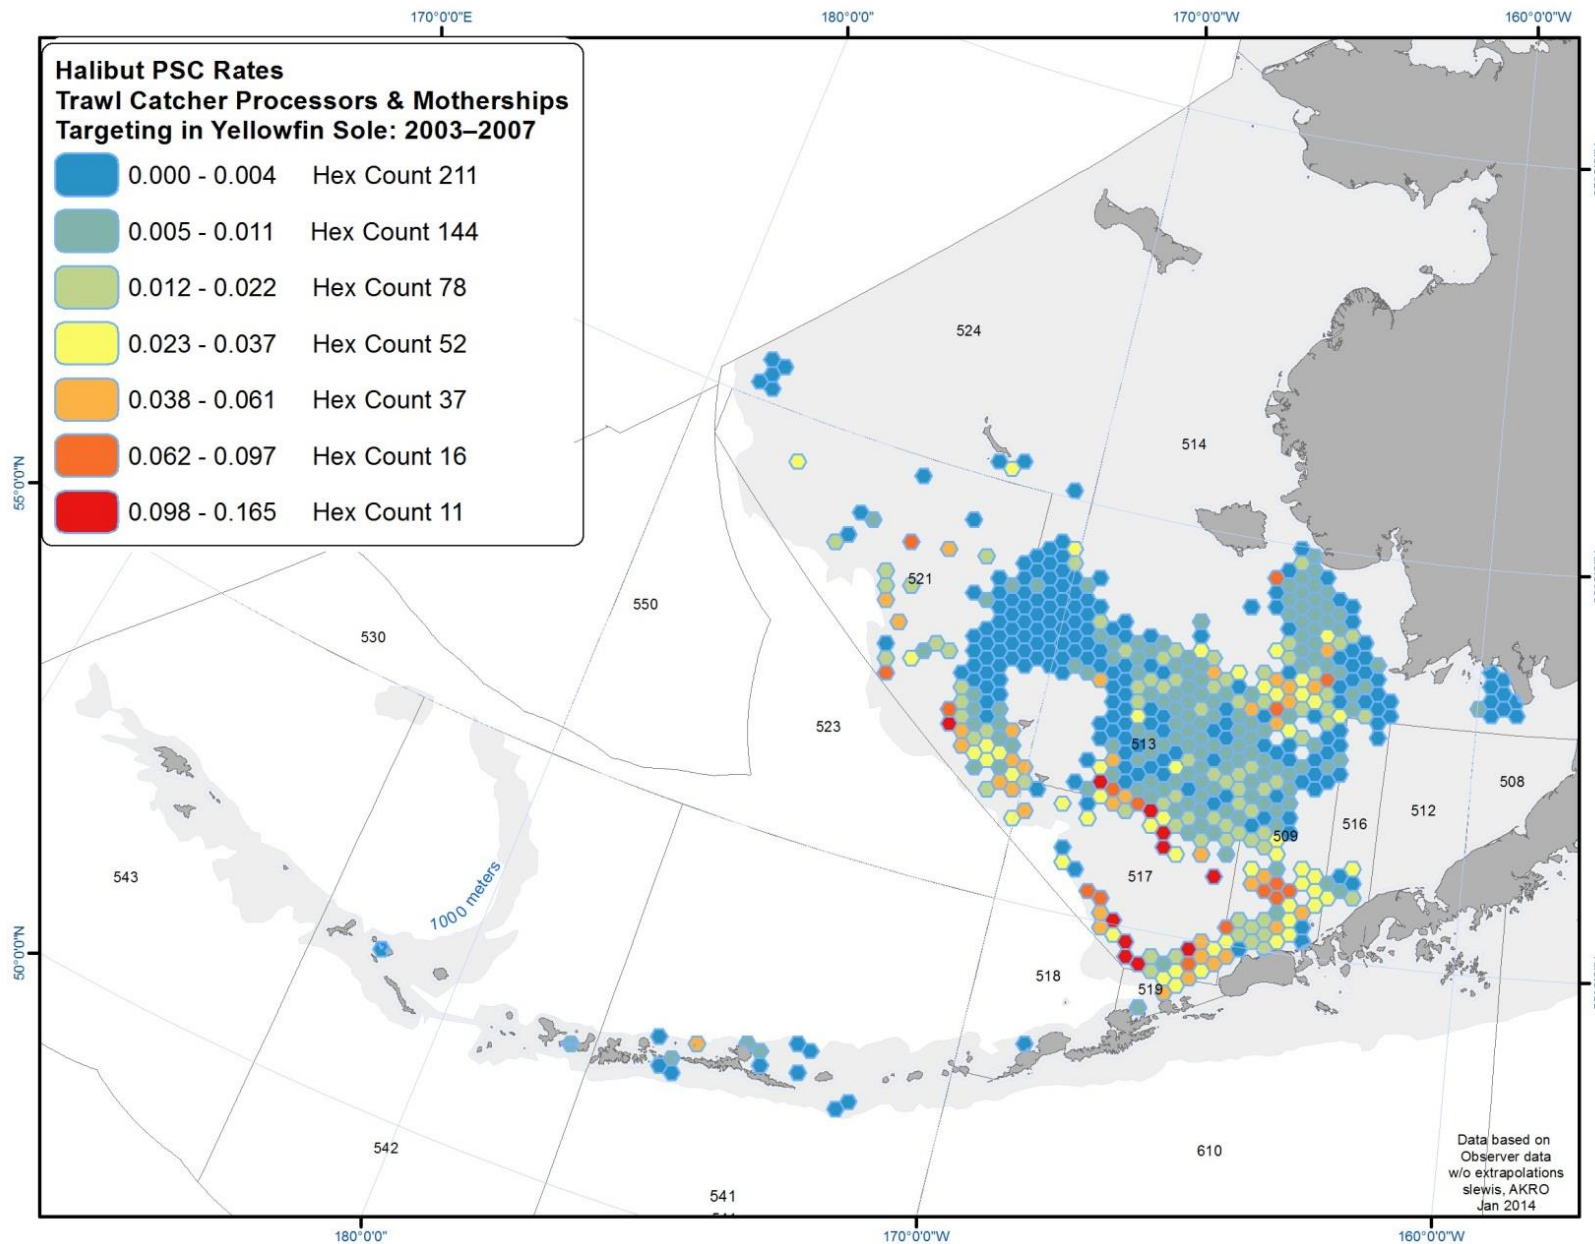 170°0'0"E
180°0'0"
170°0'0"W
160°0'0"W
Halibut PSC Rates
Trawl Catcher Processors & Motherships
Targeting in Yellowfin Sole: 2003–2007
0.000 - 0.004 Hex Count 211
0.005 - 0.011 Hex Count 144
0.012 - 0.022 Hex Count 78
0.023 - 0.037 Hex Count 52
0.038 - 0.061 Hex Count 37
0.062 - 0.097 Hex Count 16
0.098 - 0.165 Hex Count 11
524
514
55°0'0"N
521
550
530
523
513
508
512
516
509
517
543
1000 meters
50°0'0"N
518
519
542
610
541
Data based on
Observer data
w/o extrapolations
slewis, AKRO
Jan 2014
180°0'0"
170°0'0"W
160°0'0"W